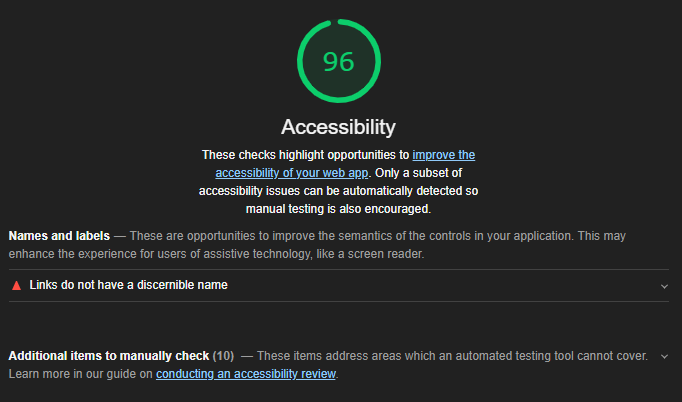 96
Accessibility
These checks highlight opportunities to improve the
accessibility of your web app. Only a subset of
accessibility issues can be automatically detected so
manual testing is also encouraged.
Names and labels — These are opportunities to improve the semantics of the controls in your application. This may
enhance the experience for users of assistive technology, like a screen reader.
Links do not have a discernible name
Additional items to manually check (10) — These items address areas which an automated testing tool cannot cover.
Learn more in our guide on conducting an accessibility review.